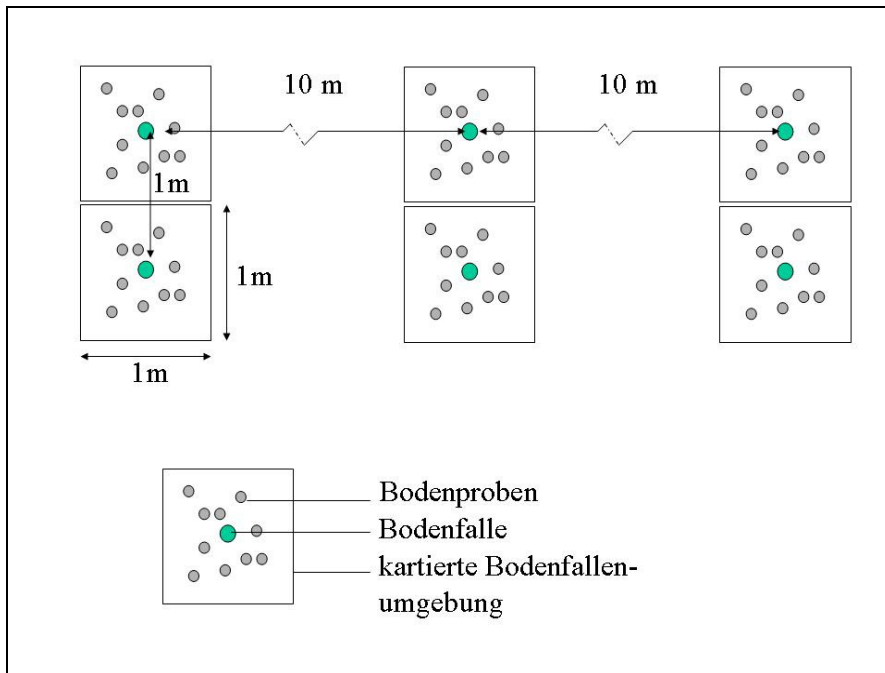 10 m
10 m
1m
1m
1m
Bodenproben
Bodenfalle
kartierte Bodenfallen-
umgebung